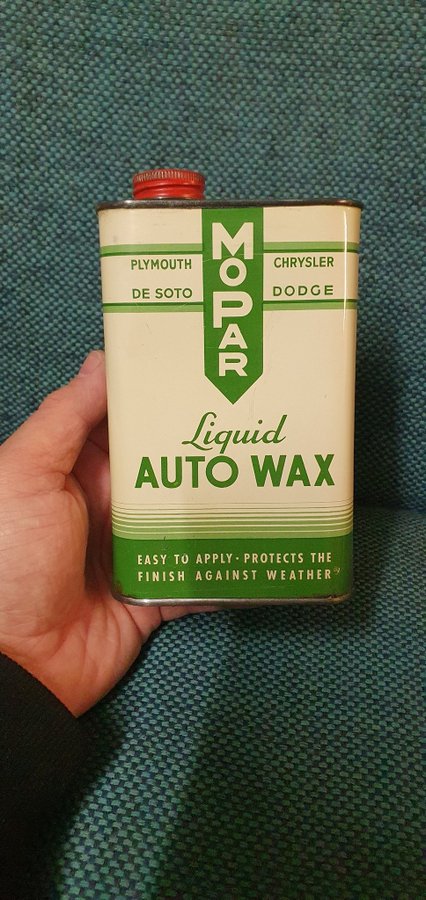 MOPAR
PLYMOUTH CHRYSLER
DE SOTO DODGE
Liquid
AUTO WAX
EASY TO APPLY · PROTECTS THE
FINISH AGAINST WEATHER